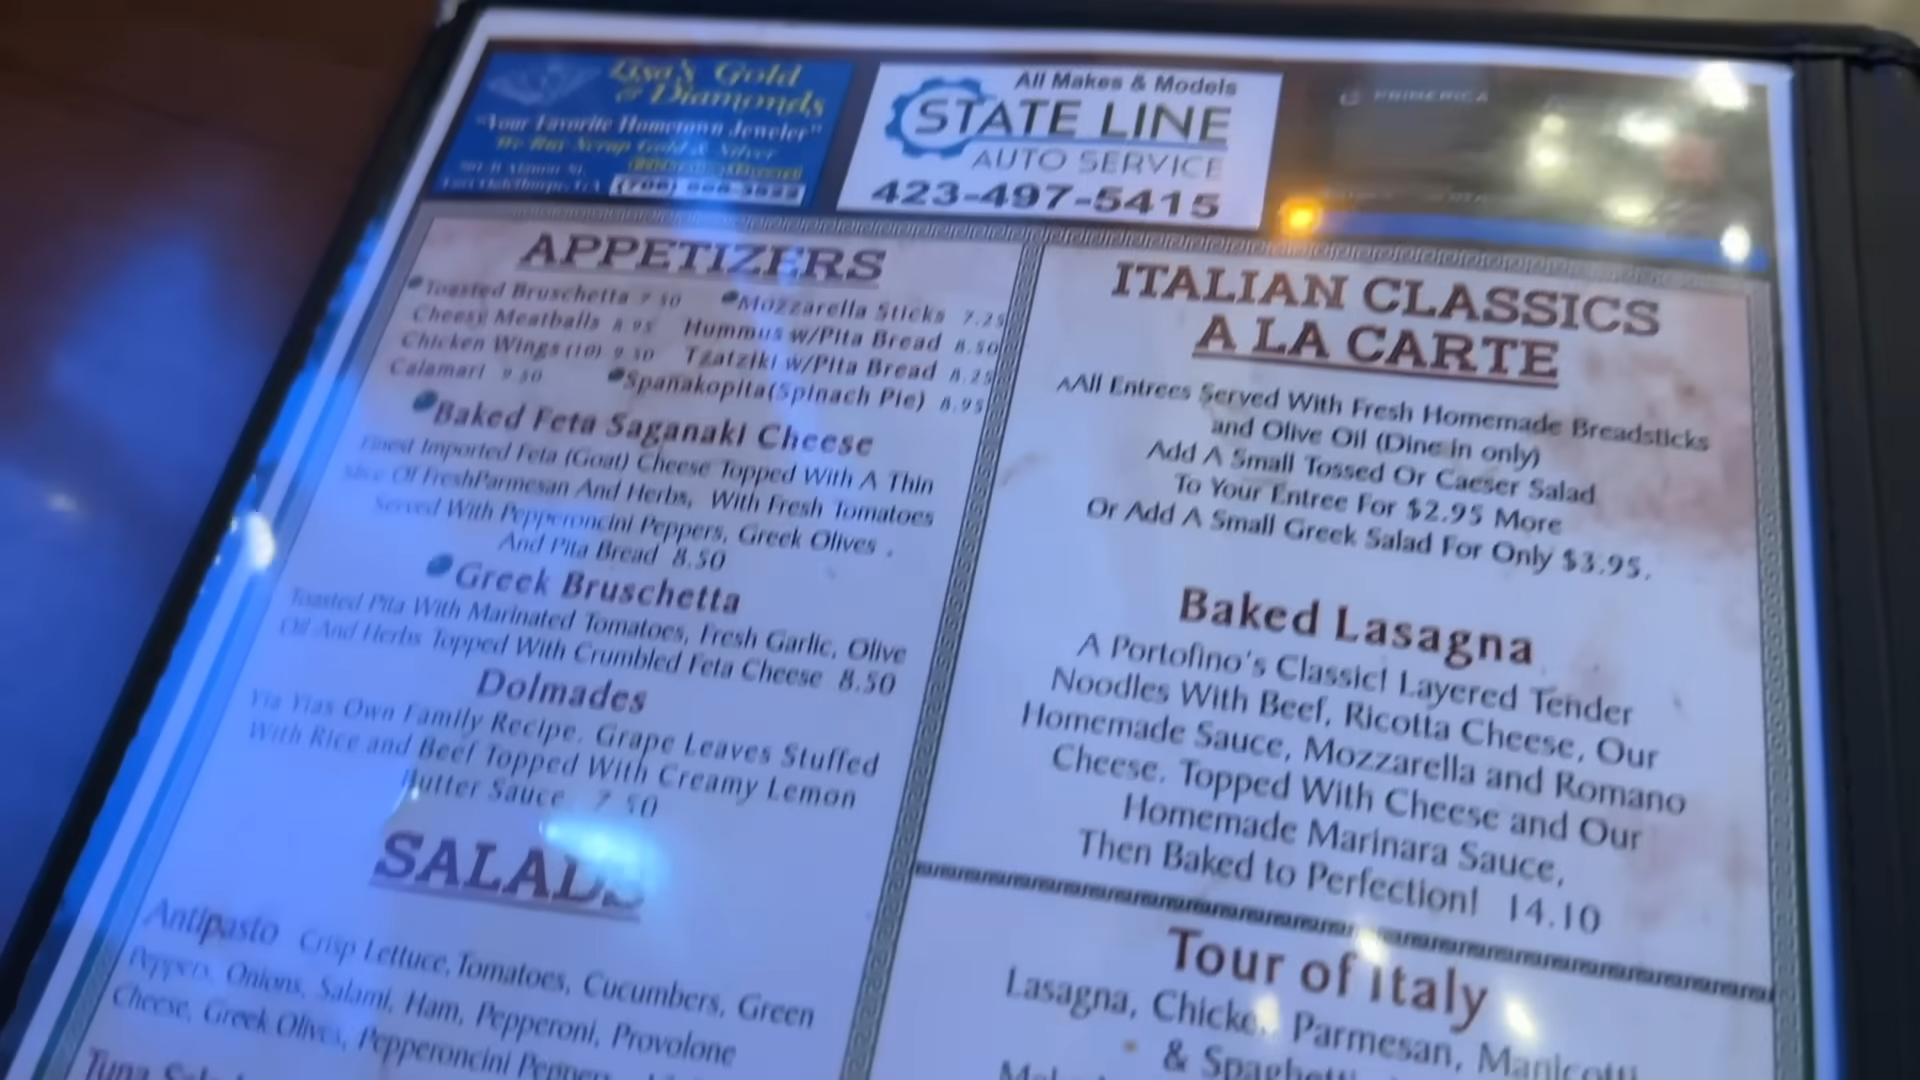 Lisa's Gold
& Diamonds
"Your Favorite Hometown Jeweler"
We Buy Scrap Gold & Silver
All Makes & Models
STATE LINE
AUTO SERVICE
423-497-5415
PRIMERICA
APPETIZERS
Toasted Bruschetta 7.50
Mozzarella Sticks 7.25
Cheesy Meatballs 8.95
Hummus w/Pita Bread 8.50
Chicken Wings (10) 9.50
Tzatziki w/Pita Bread 8.25
Calamari 9.50
Spanakopita(Spinach Pie) 8.95
Baked Feta Saganaki Cheese
Finest Imported Feta (Goat) Cheese Topped With A Thin
Slice Of FreshParmesan And Herbs, With Fresh Tomatoes
Served With Pepperoncini Peppers, Greek Olives .
And Pita Bread 8.50
Greek Bruschetta
Toasted Pita With Marinated Tomatoes, Fresh Garlic, Olive
Oil And Herbs Topped With Crumbled Feta Cheese 8.50
Dolmades
Yia Yias Own Family Recipe. Grape Leaves Stuffed
With Rice and Beef Topped With Creamy Lemon
Butter Sauce 7.50
SALADS
Antipasto Crisp Lettuce, Tomatoes, Cucumbers, Green
Peppers, Onions, Salami, Ham, Pepperoni, Provolone
Cheese, Greek Olives, Pepperoncini
Tuna
ITALIAN CLASSICS
A LA CARTE
AAll Entrees Served With Fresh Homemade Breadsticks
and Olive Oil (Dine in only)
Add A Small Tossed Or Caeser Salad
To Your Entree For $2.95 More
Or Add A Small Greek Salad For Only $3.95.
Baked Lasagna
A Portofino's Classic! Layered Tender
Noodles With Beef, Ricotta Cheese, Our
Homemade Sauce, Mozzarella and Romano
Cheese. Topped With Cheese and Our
Homemade Marinara Sauce,
Then Baked to Perfection! 14.10
Tour of Italy
Lasagna, Chicken Parmesan, Manicotti
& Spaghetti